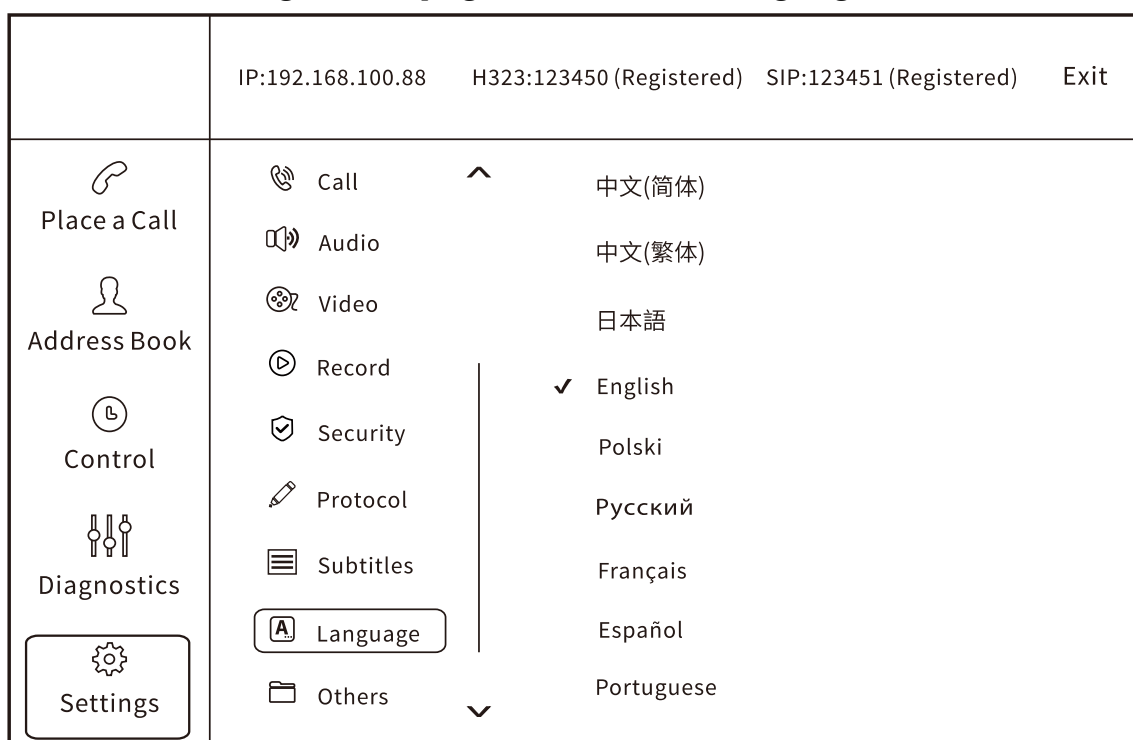 IP:192.168.100.88 H323:123450 (Registered) SIP:123451 (Registered) Exit
Place a Call
Address Book
Control
Diagnostics
Settings
Call
Audio
Video
Record
Security
Protocol
Subtitles
Language
Others
中文(简体)
中文(繁体)
日本語
English
Polski
Русский
Français
Español
Portuguese